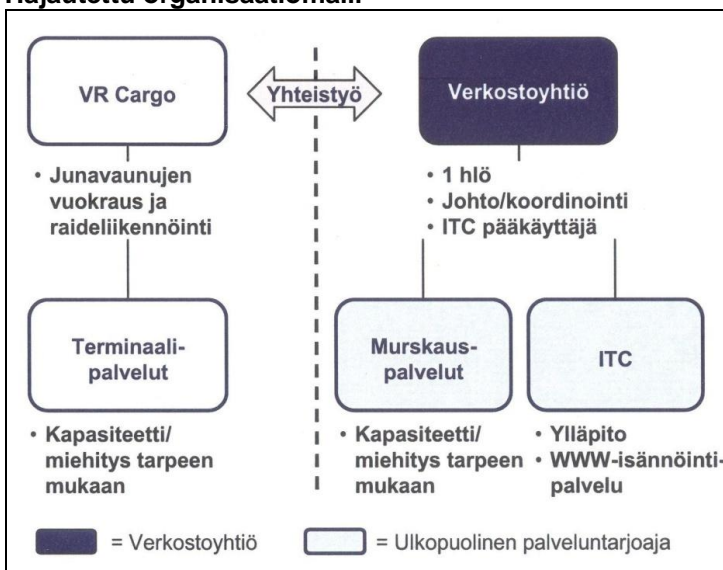 Hajautettu organisaatiomalli
VR Cargo
Yhteistyö
Verkostoyhtiö
• Junavaunujen
vuokraus ja
raideliikennöinti
• 1 hlö
• Johto/koordinointi
• ITC pääkäyttäjä
Terminaali-
palvelut
Murskaus-
palvelut
ITC
• Kapasiteetti/
miehitys tarpeen
mukaan
• Kapasiteetti/
miehitys tarpeen
mukaan
• Ylläpito
• WWW-isännöinti-
palvelu
= Verkostoyhtiö
= Ulkopuolinen palveluntarjoaja